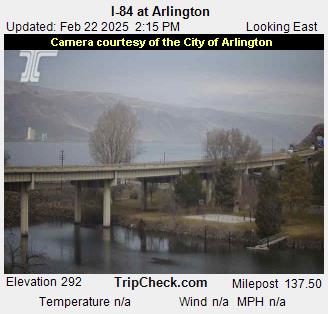 I-84 at Arlington
Updated: Feb 22 2025 2:15 PM Looking East
Camera courtesy of the City of Arlington
Elevation 292 TripCheck.com Milepost 137.50
Temperature n/a Wind n/a MPH n/a